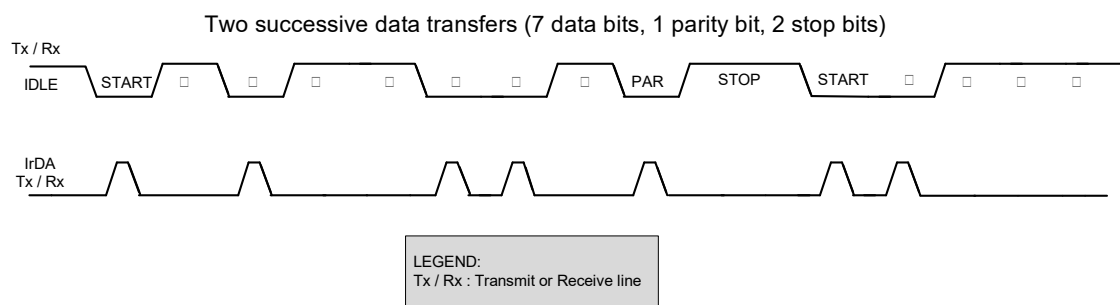 Two successive data transfers (7 data bits, 1 parity bit, 2 stop bits)
Tx / Rx
IDLE
START
PAR
STOP
START
IrDA
Tx / Rx
LEGEND:
Tx / Rx : Transmit or Receive line